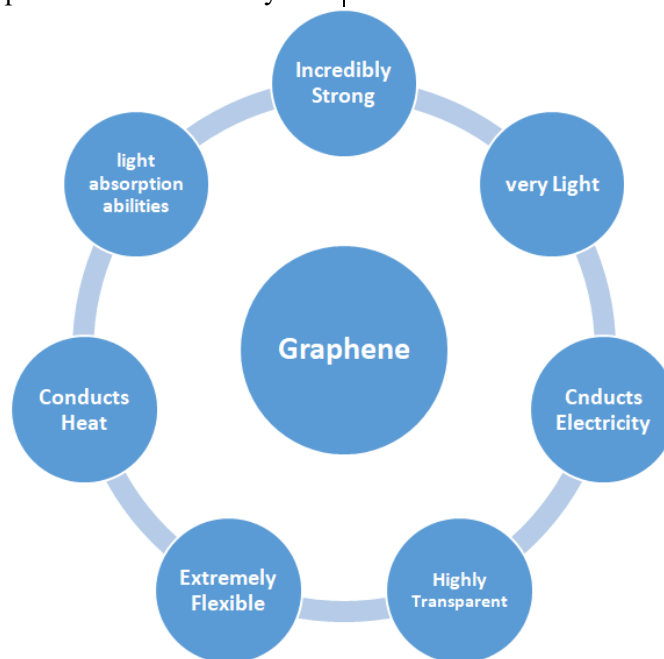 Incredibly
Strong
very Light
Cnducts
Electricity
Highly
Transparent
Extremely
Flexible
Conducts
Heat
light
absorption
abilities
Graphene